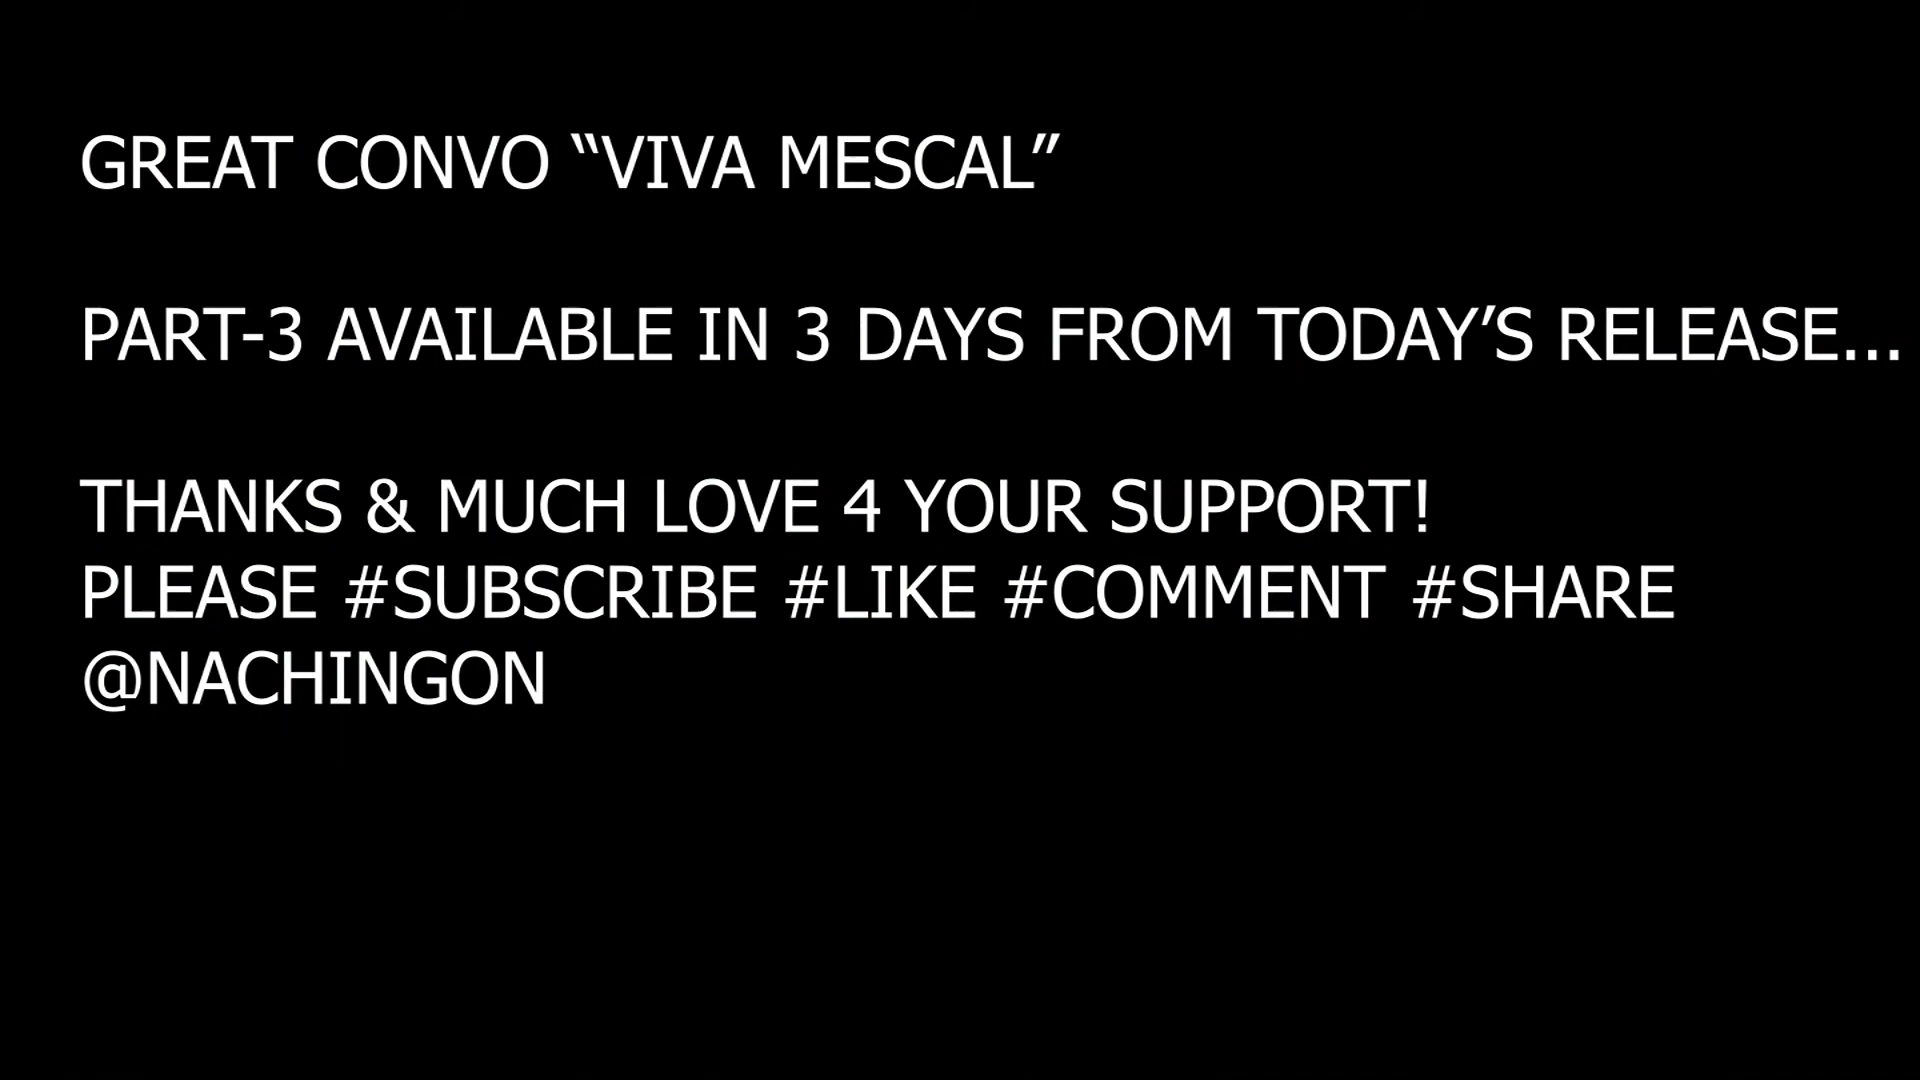 GREAT CONVO “VIVA MESCAL”
PART-3 AVAILABLE IN 3 DAYS FROM TODAY’S RELEASE...
THANKS & MUCH LOVE 4 YOUR SUPPORT!
PLEASE #SUBSCRIBE #LIKE #COMMENT #SHARE
@NACHINGON